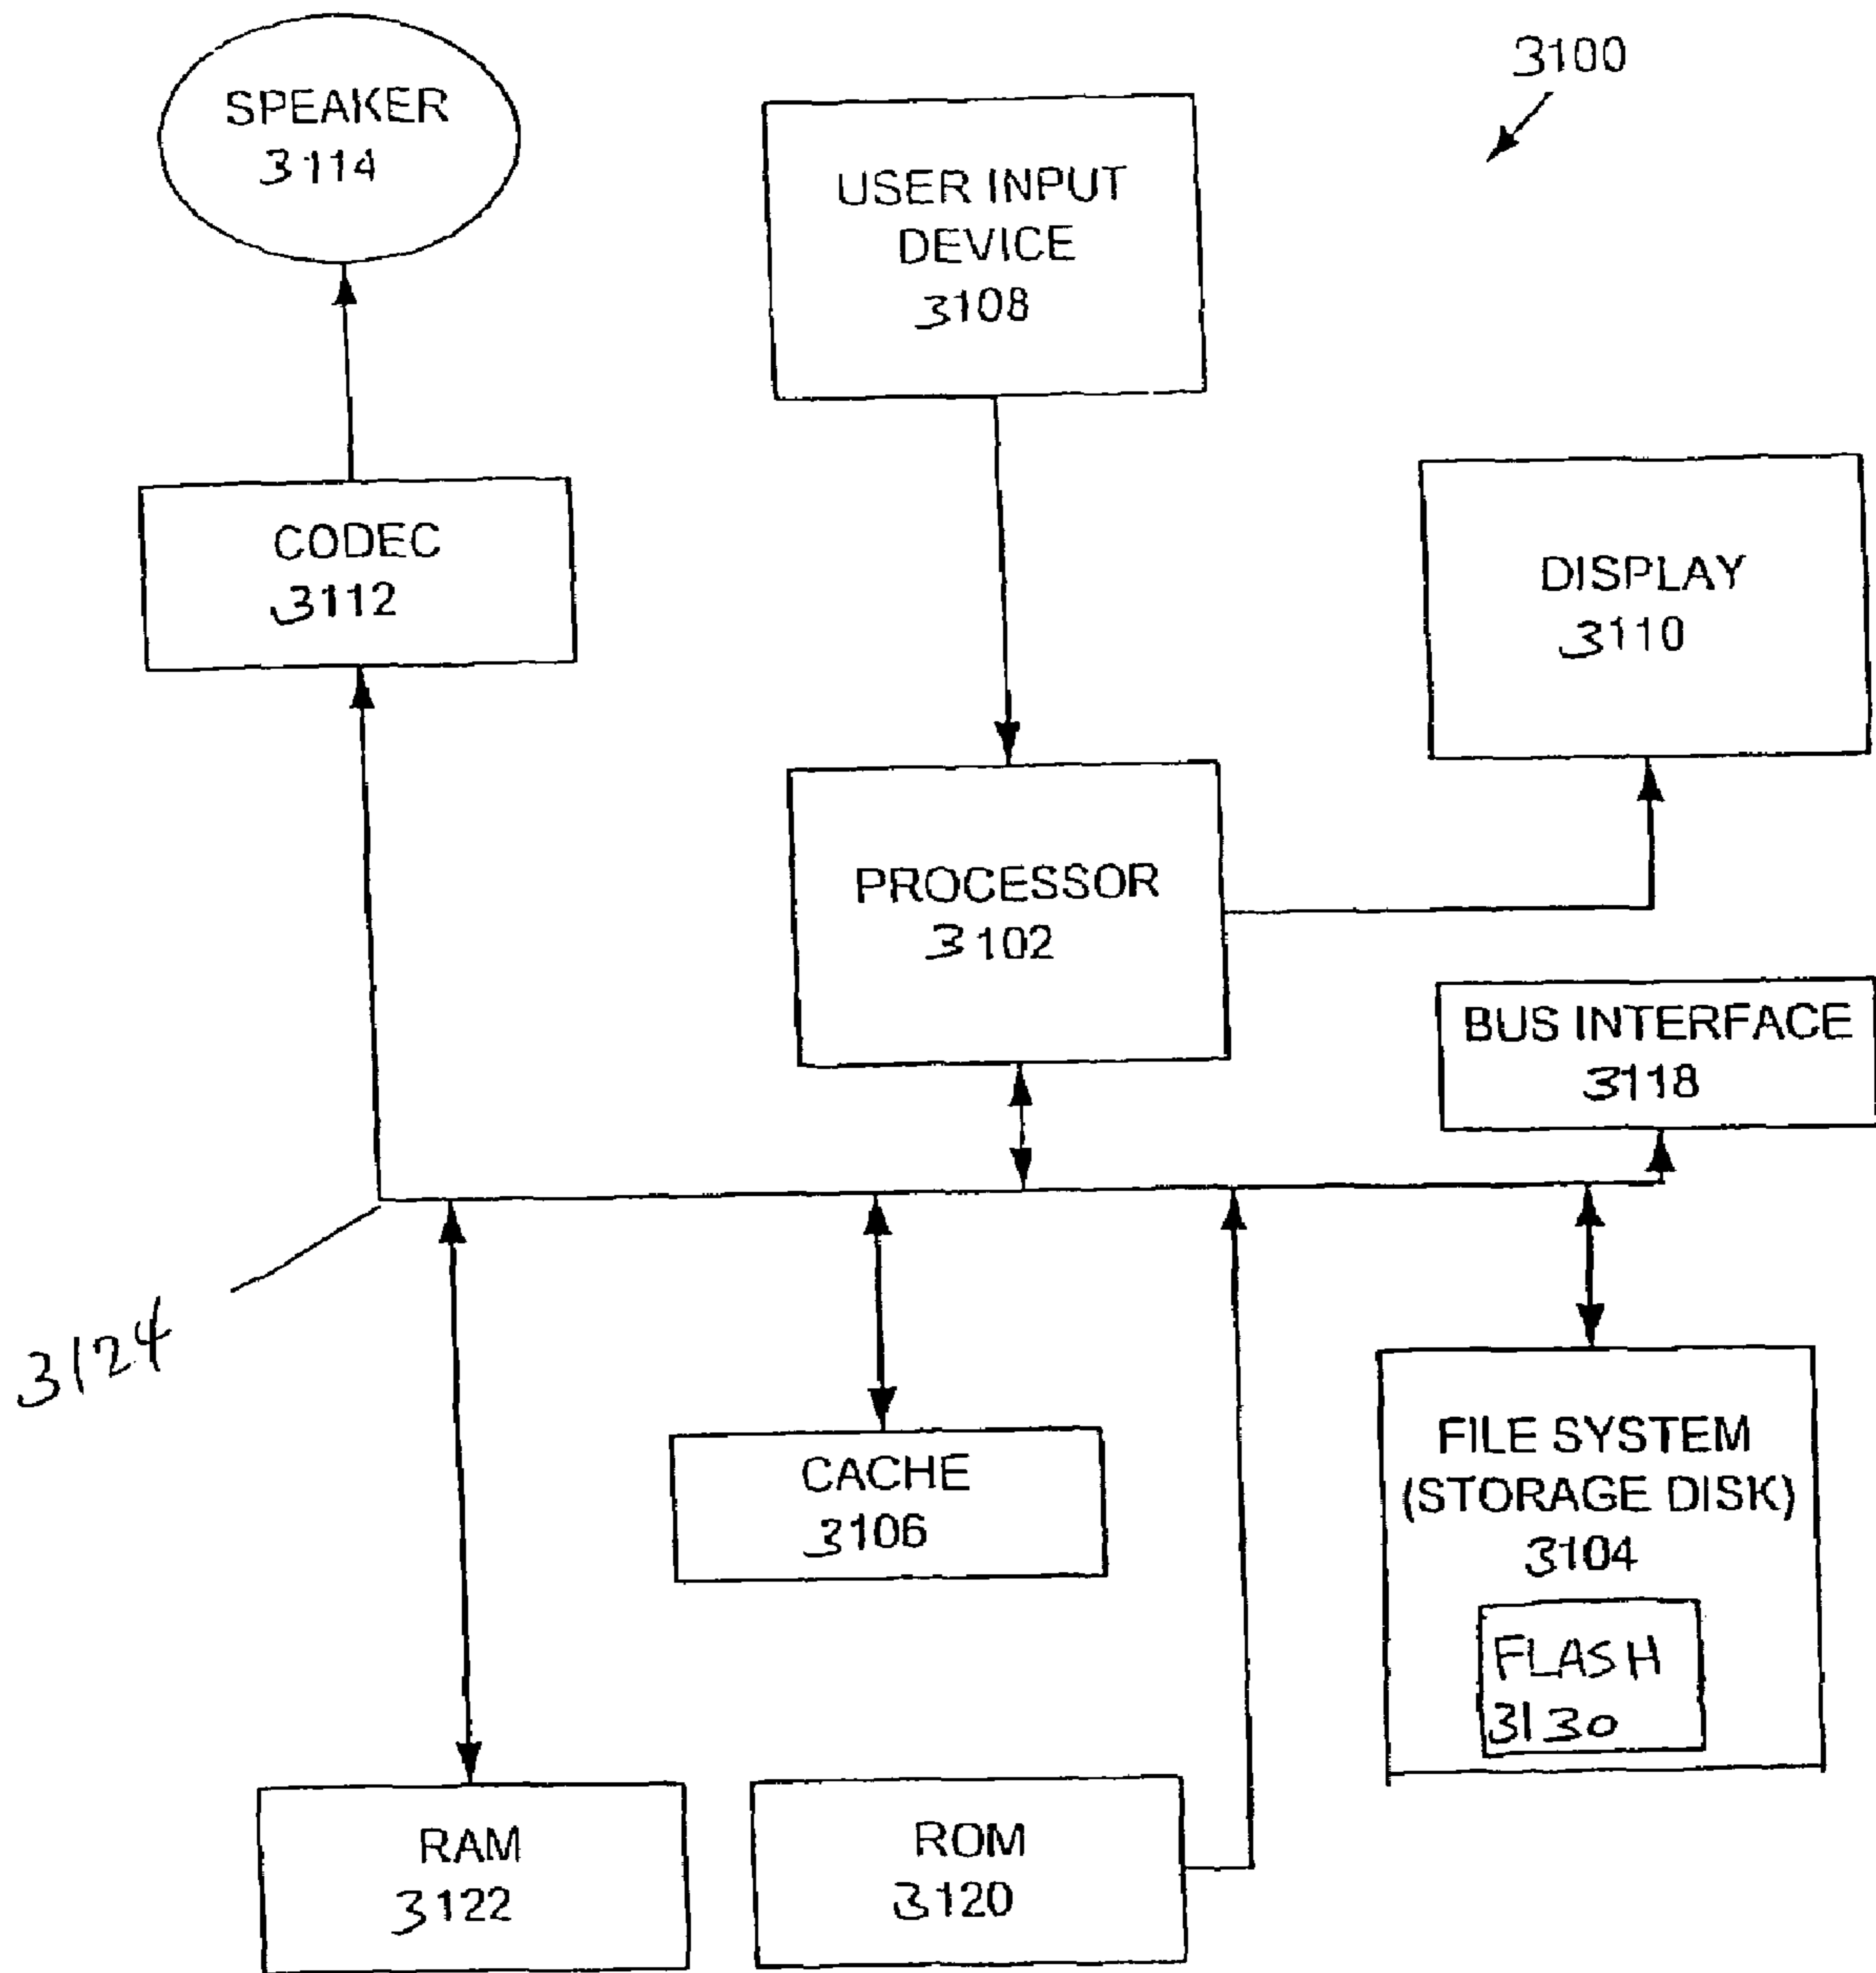 3100
SPEAKER
3114
USER INPUT
DEVICE
3108
CODEC
3112
DISPLAY
3110
PROCESSOR
3102
BUS INTERFACE
3118
3124
CACHE
3106
FILE SYSTEM
(STORAGE DISK)
3104
FLASH
3130
RAM
3122
ROM
3120